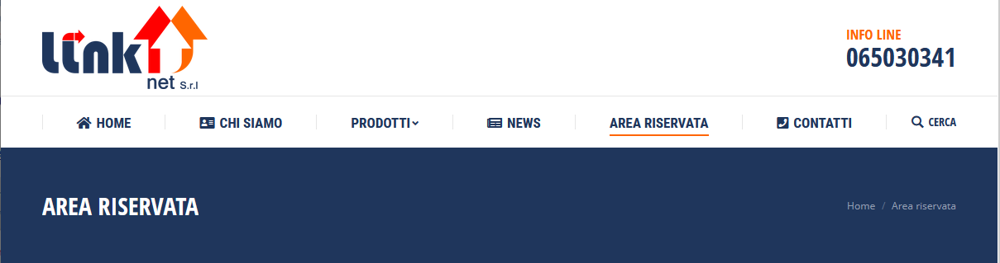 link
net S.r.l
INFO LINE
065030341
HOME CHI SIAMO PRODOTTI NEWS AREA RISERVATA CONTATTI CERCA
AREA RISERVATA
Home / Area riservata